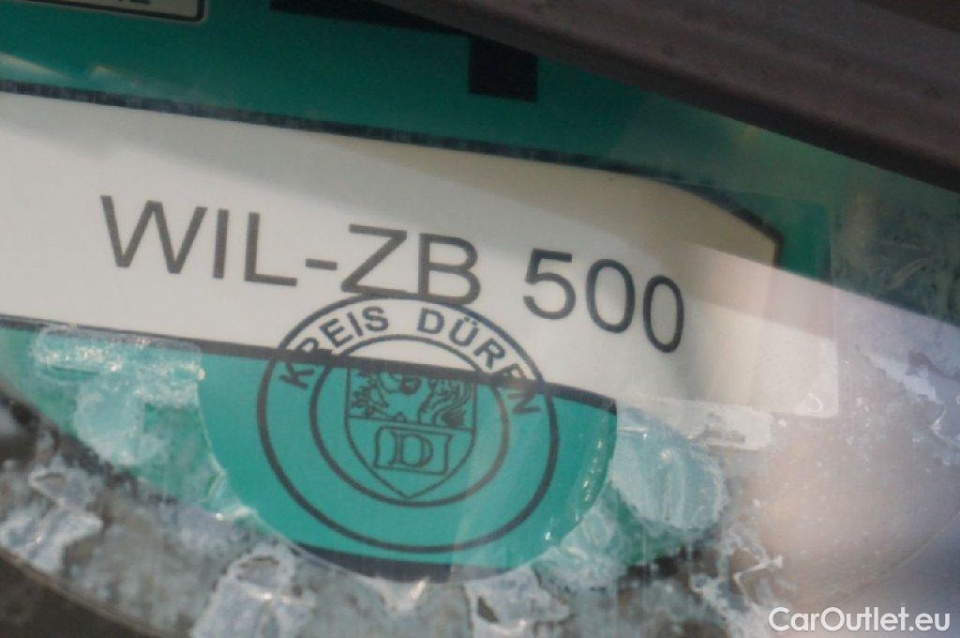 WIL-ZB 500
KREIS DÜREN
D
CarOutlet.eu